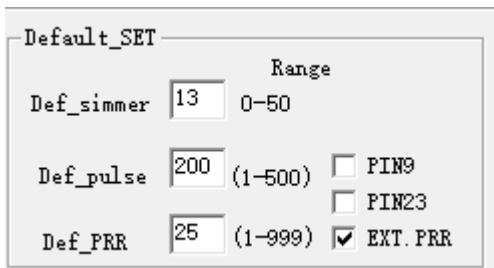 Default_SET
Range
Def_simmer 13 0-50
Def_pulse 200 (1-500) PIN9
PIN23
Def_PRR 25 (1-999) EXT.PRR